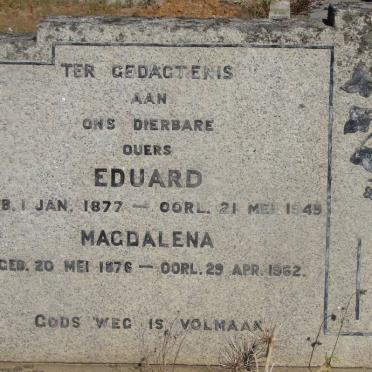 TER GEDAGTENIS
AAN
ONS DIERBARE
OUERS
EDUARD
B. 1 JAN. 1877 — OORL. 21 MEI 1949
MAGDALENA
GEB. 20 MEI 1876 — OORL. 29 APR. 1962.
GODS WEG IS VOLMAAK